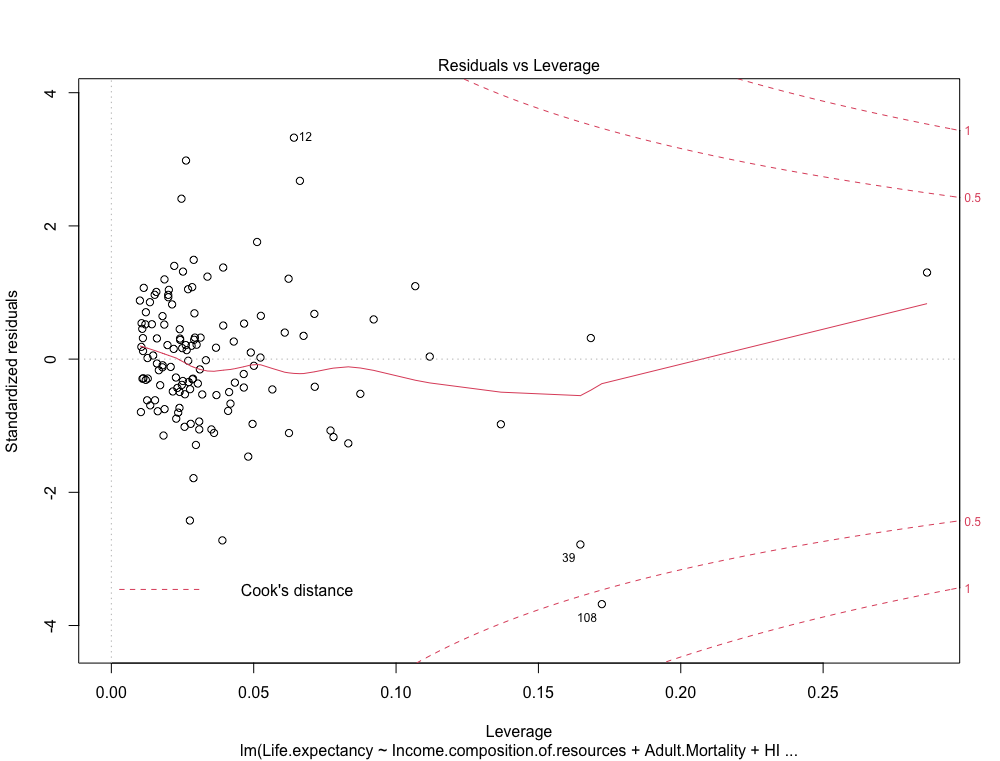 Residuals vs Leverage
Standardized residuals
4
2
0
-2
-4
12
39
108
1
0.5
0.5
1
Cook's distance
0.00 0.05 0.10 0.15 0.20 0.25
Leverage
lm(Life.expectancy ~ Income.composition.of.resources + Adult.Mortality + HI ...